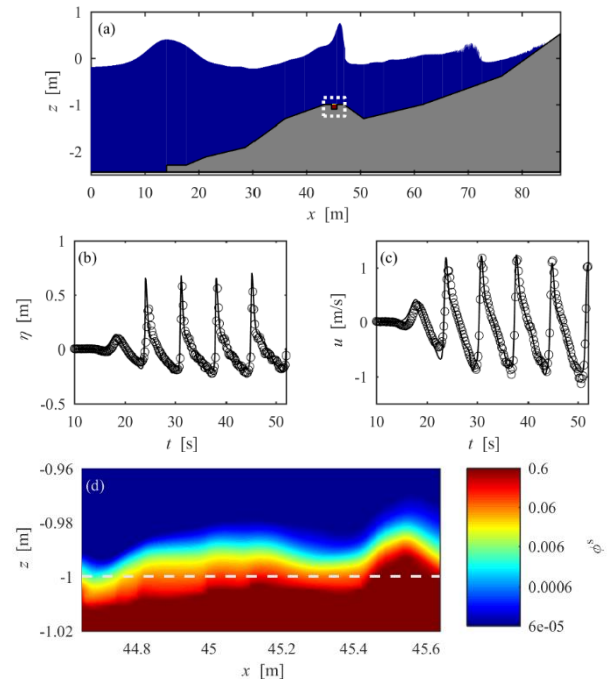 (a)
1
0
-1
-2
z [m]
0 10 20 30 40 50 60 70 80
x [m]
(b)
1
0.5
0
-0.5
η [m]
10 20 30 40 50
t [s]
(c)
1
0
-1
u [m/s]
10 20 30 40 50
t [s]
(d)
-0.96
-0.98
-1
-1.02
z [m]
44.8 45 45.2 45.4 45.6
x [m]
0.6
0.06
0.006
0.0006
6e-05
ϕs